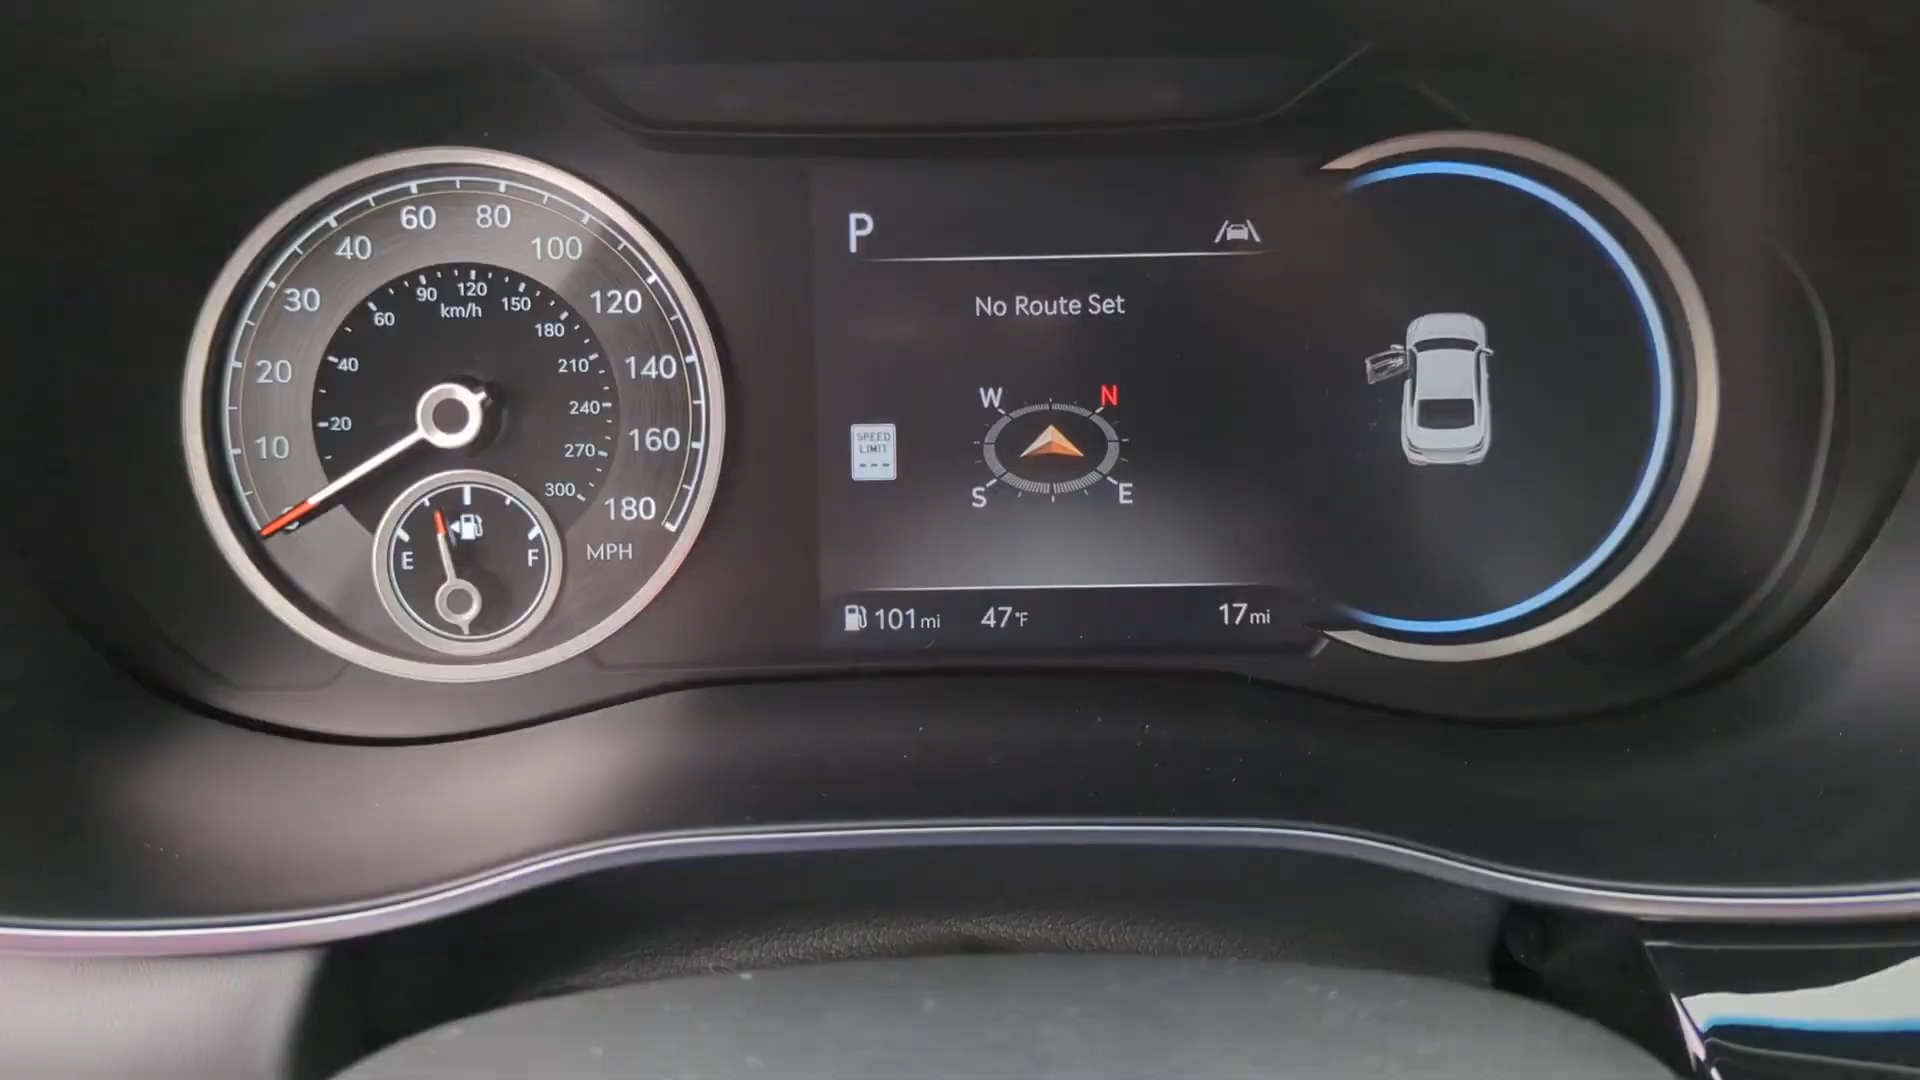 60 80
40 100
30 120
20 140
10 160
0 180
MPH
90 120 150
km/h
60 180
40 210
20 240
270
300
E F
P
No Route Set
W N
S E
SPEED
LIMIT
---
101 mi 47°F 17 mi